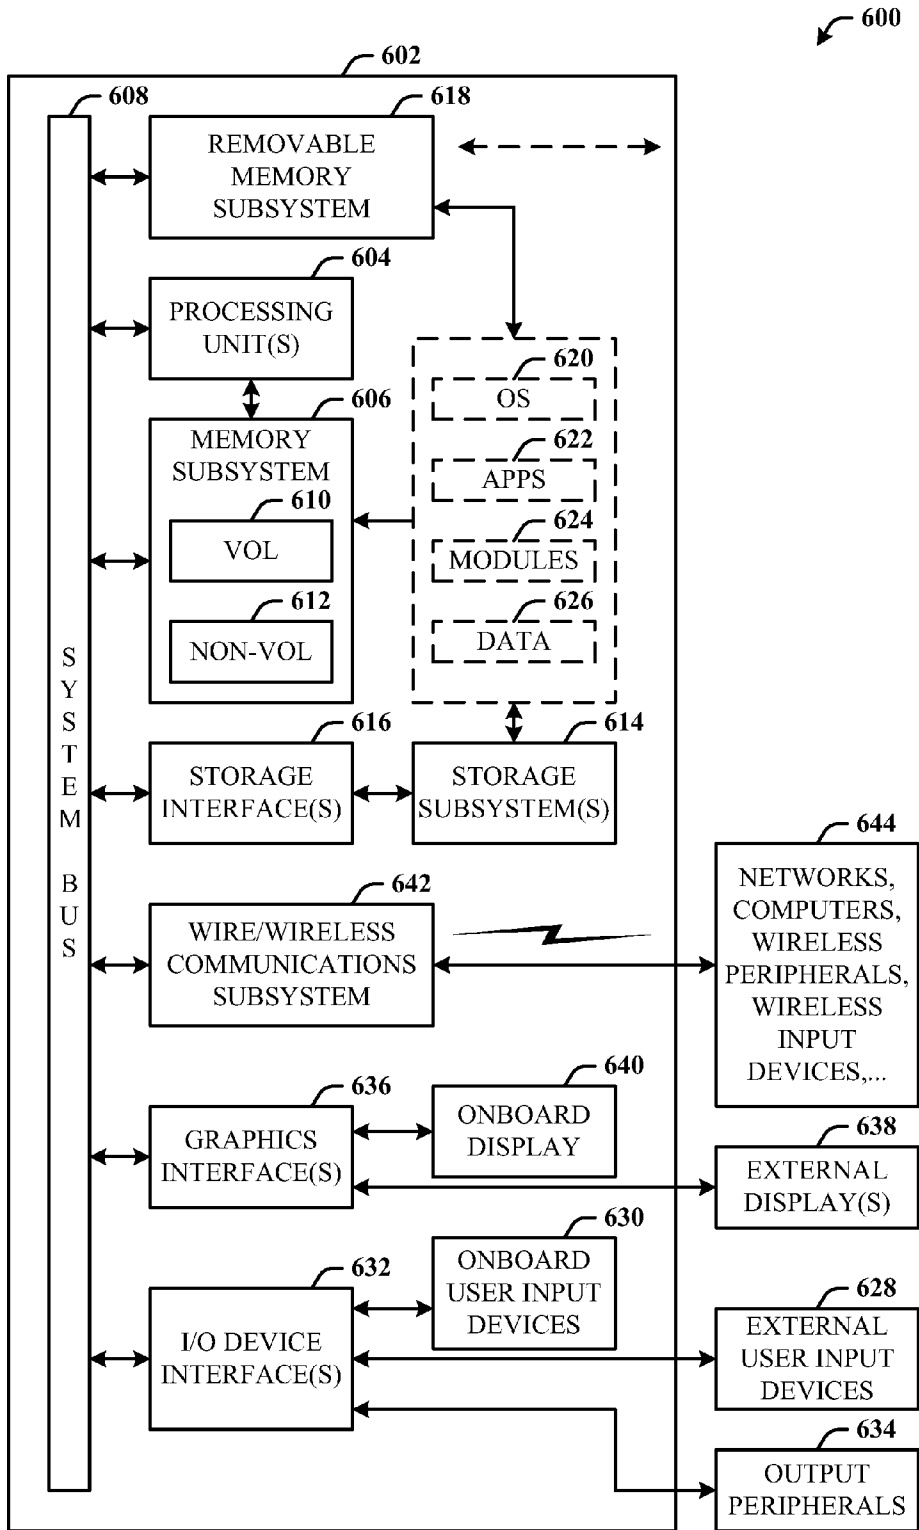 600
602
608
618
REMOVABLE
MEMORY
SUBSYSTEM
604
PROCESSING
UNIT(S)
606
MEMORY
SUBSYSTEM
610
VOL
612
NON-VOL
620
OS
622
APPS
624
MODULES
626
DATA
SYSTEM BUS
616
STORAGE
INTERFACE(S)
614
STORAGE
SUBSYSTEM(S)
642
WIRE/WIRELESS
COMMUNICATIONS
SUBSYSTEM
644
NETWORKS,
COMPUTERS,
WIRELESS
PERIPHERALS,
WIRELESS
INPUT
DEVICES,...
636
GRAPHICS
INTERFACE(S)
640
ONBOARD
DISPLAY
638
EXTERNAL
DISPLAY(S)
632
I/O DEVICE
INTERFACE(S)
630
ONBOARD
USER INPUT
DEVICES
628
EXTERNAL
USER INPUT
DEVICES
634
OUTPUT
PERIPHERALS